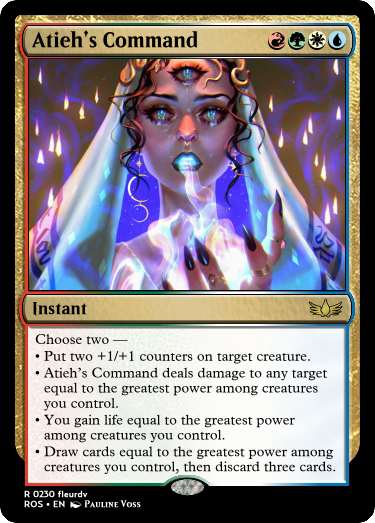 Atieh's Command
Instant
Choose two —
• Put two +1/+1 counters on target creature.
• Atieh's Command deals damage to any target
equal to the greatest power among creatures
you control.
• You gain life equal to the greatest power
among creatures you control.
• Draw cards equal to the greatest power among
creatures you control, then discard three cards.
R 0230 fleurdv
ROS • EN Pauline Voss